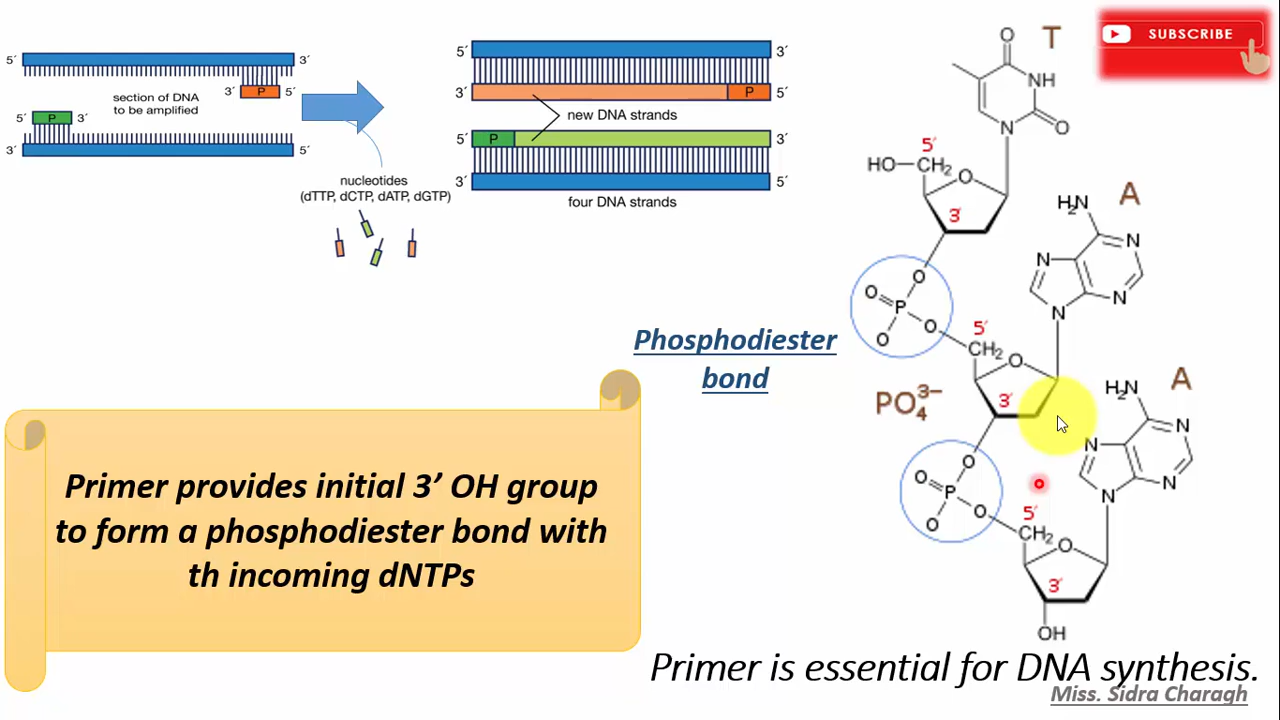 5´ 3´
3´ P 5´
section of DNA
to be amplified
5´ P 3´
3´ 5´
nucleotides
(dTTP, dCTP, dATP, dGTP)
5´ 3´
3´ P 5´
new DNA strands
5´ P 3´
3´ 5´
four DNA strands
SUBSCRIBE
O T
NH
N O
5′
HO CH₂ O
3′
O
O P
O O
H₂N A
N N
N N
5′
CH₂ O
3′
PO₄³⁻
O
O P
O O
H₂N A
N N
N N
5′
CH₂ O
3′
OH
Phosphodiester
bond
Primer provides initial 3’ OH group
to form a phosphodiester bond with
th incoming dNTPs
Primer is essential for DNA synthesis.
Miss. Sidra Charagh